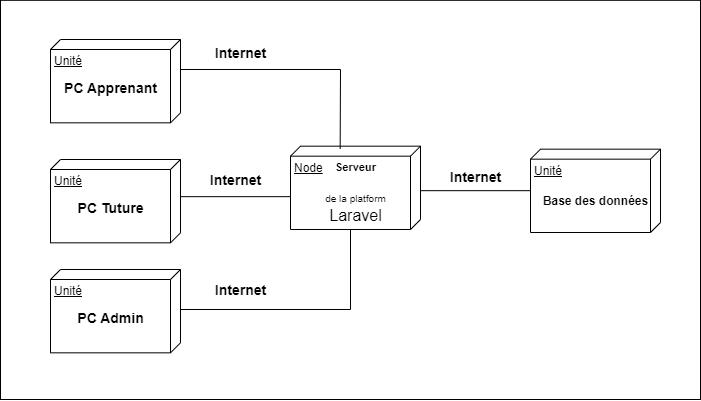 Internet
Unité
PC Apprenant
Internet
Unité
PC Tuture
Node Serveur
de la platform
Laravel
Internet
Unité
Base des données
Internet
Unité
PC Admin